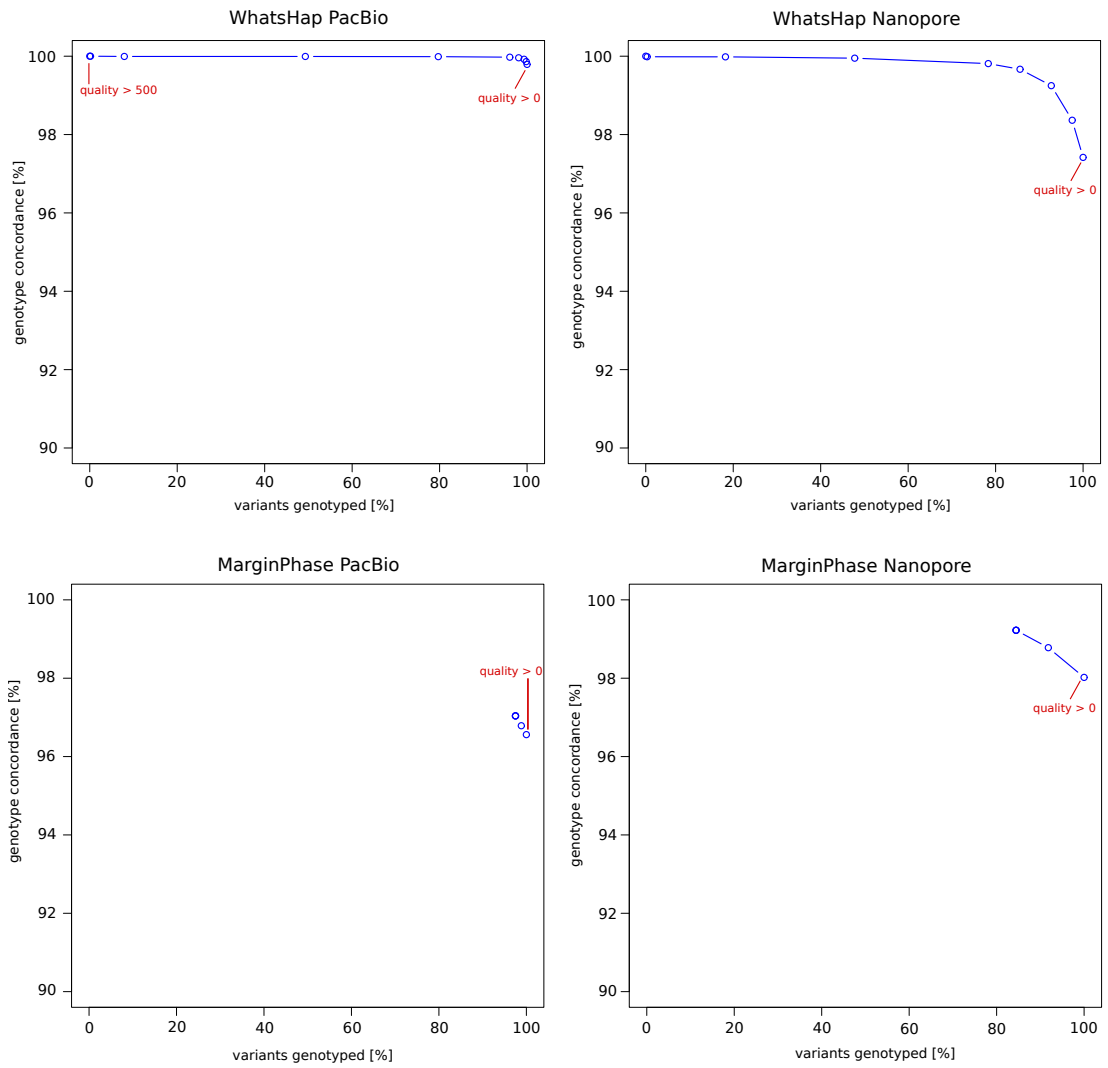 WhatsHap PacBio
genotype concordance [%]
100
98
96
94
92
90
quality > 500
quality > 0
0 20 40 60 80 100
variants genotyped [%]
WhatsHap Nanopore
genotype concordance [%]
100
98
96
94
92
90
quality > 0
0 20 40 60 80 100
variants genotyped [%]
MarginPhase PacBio
genotype concordance [%]
100
98
96
94
92
90
quality > 0
0 20 40 60 80 100
variants genotyped [%]
MarginPhase Nanopore
genotype concordance [%]
100
98
96
94
92
90
quality > 0
0 20 40 60 80 100
variants genotyped [%]